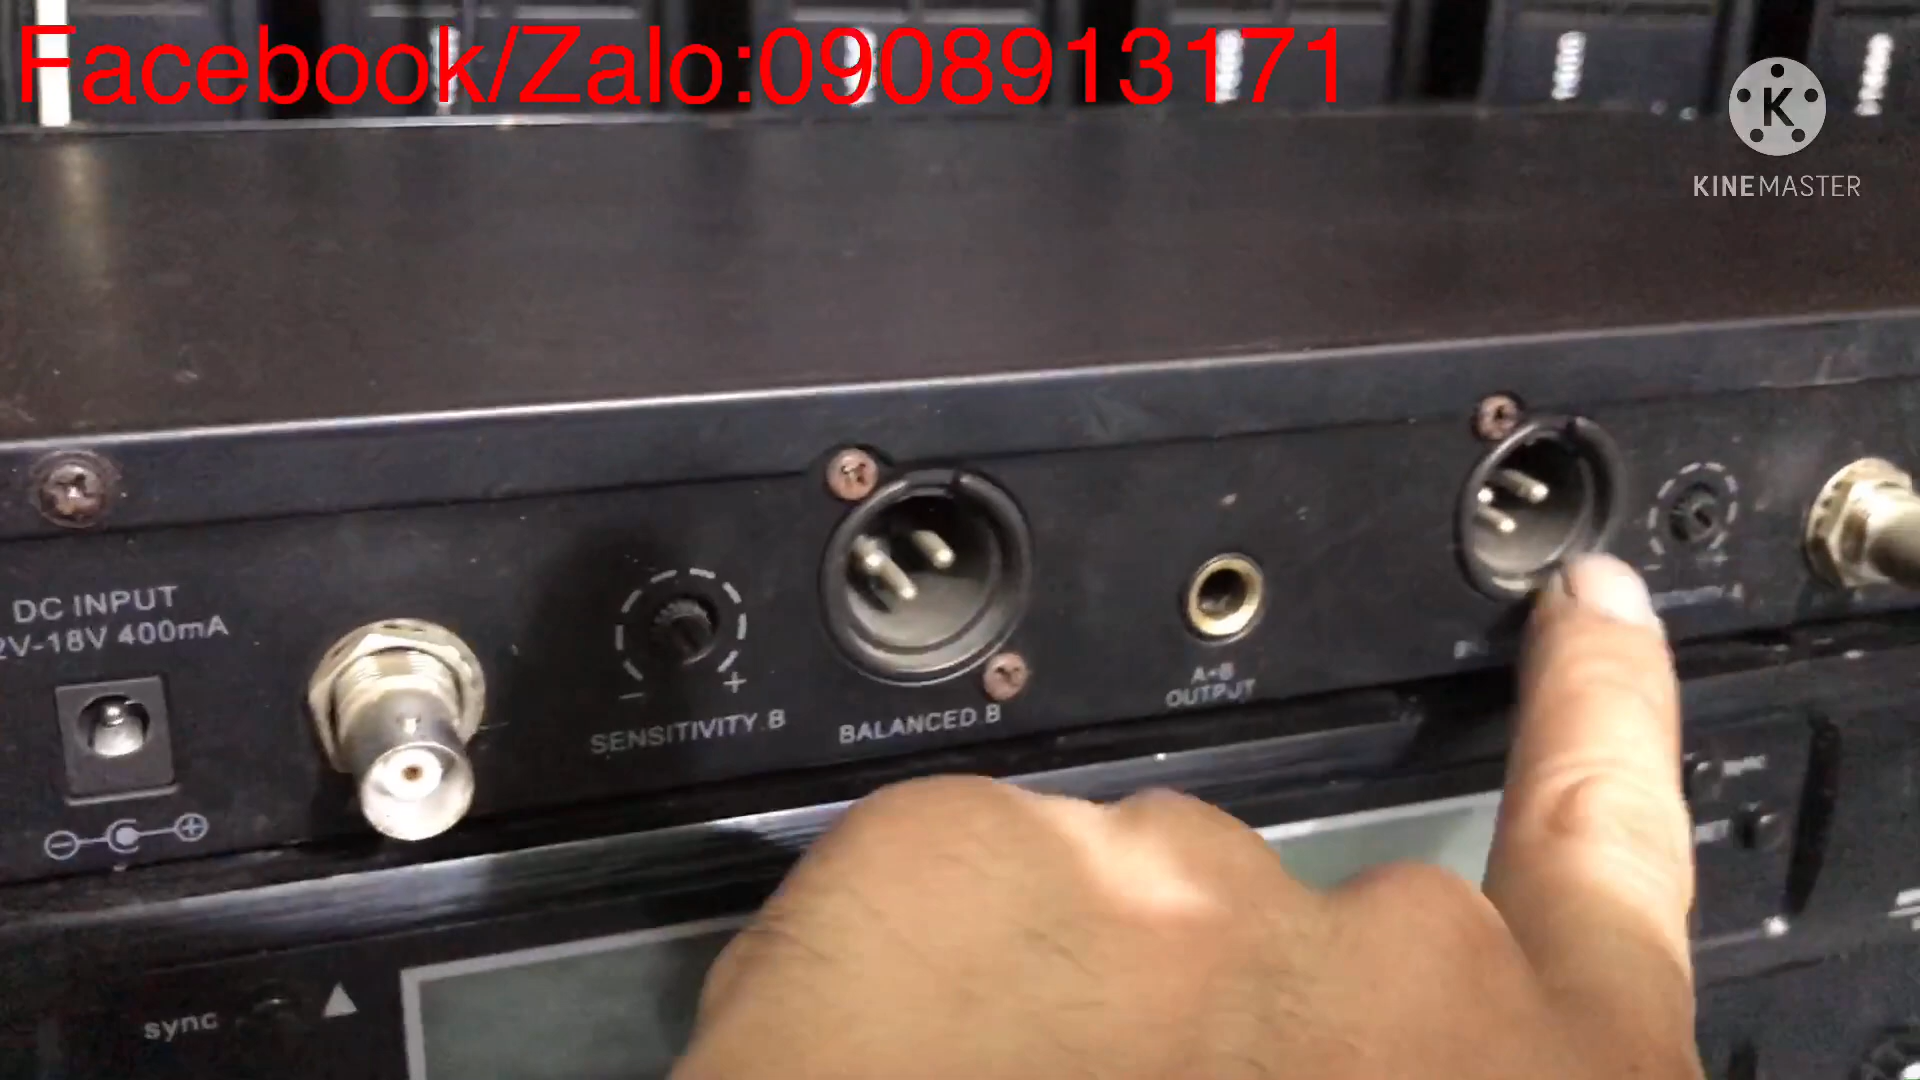 Facebook/Zalo:0908913171
KINEMASTER
DC INPUT
2V-18V 400mA
SENSITIVITY.B
BALANCED.B
A+B
OUTPUT
sync